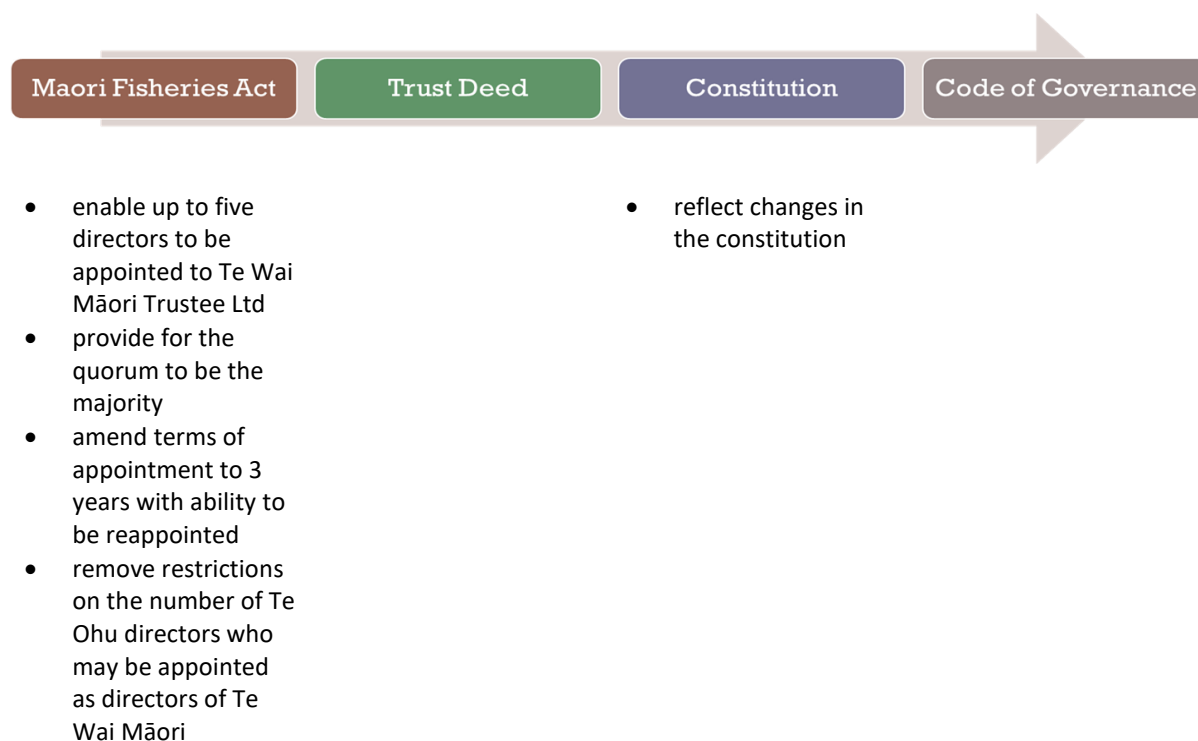 Maori Fisheries Act
Trust Deed
Constitution
Code of Governance
• enable up to five
directors to be
appointed to Te Wai
Māori Trustee Ltd
• provide for the
quorum to be the
majority
• amend terms of
appointment to 3
years with ability to
be reappointed
• remove restrictions
on the number of Te
Ohu directors who
may be appointed
as directors of Te
Wai Māori
• reflect changes in
the constitution